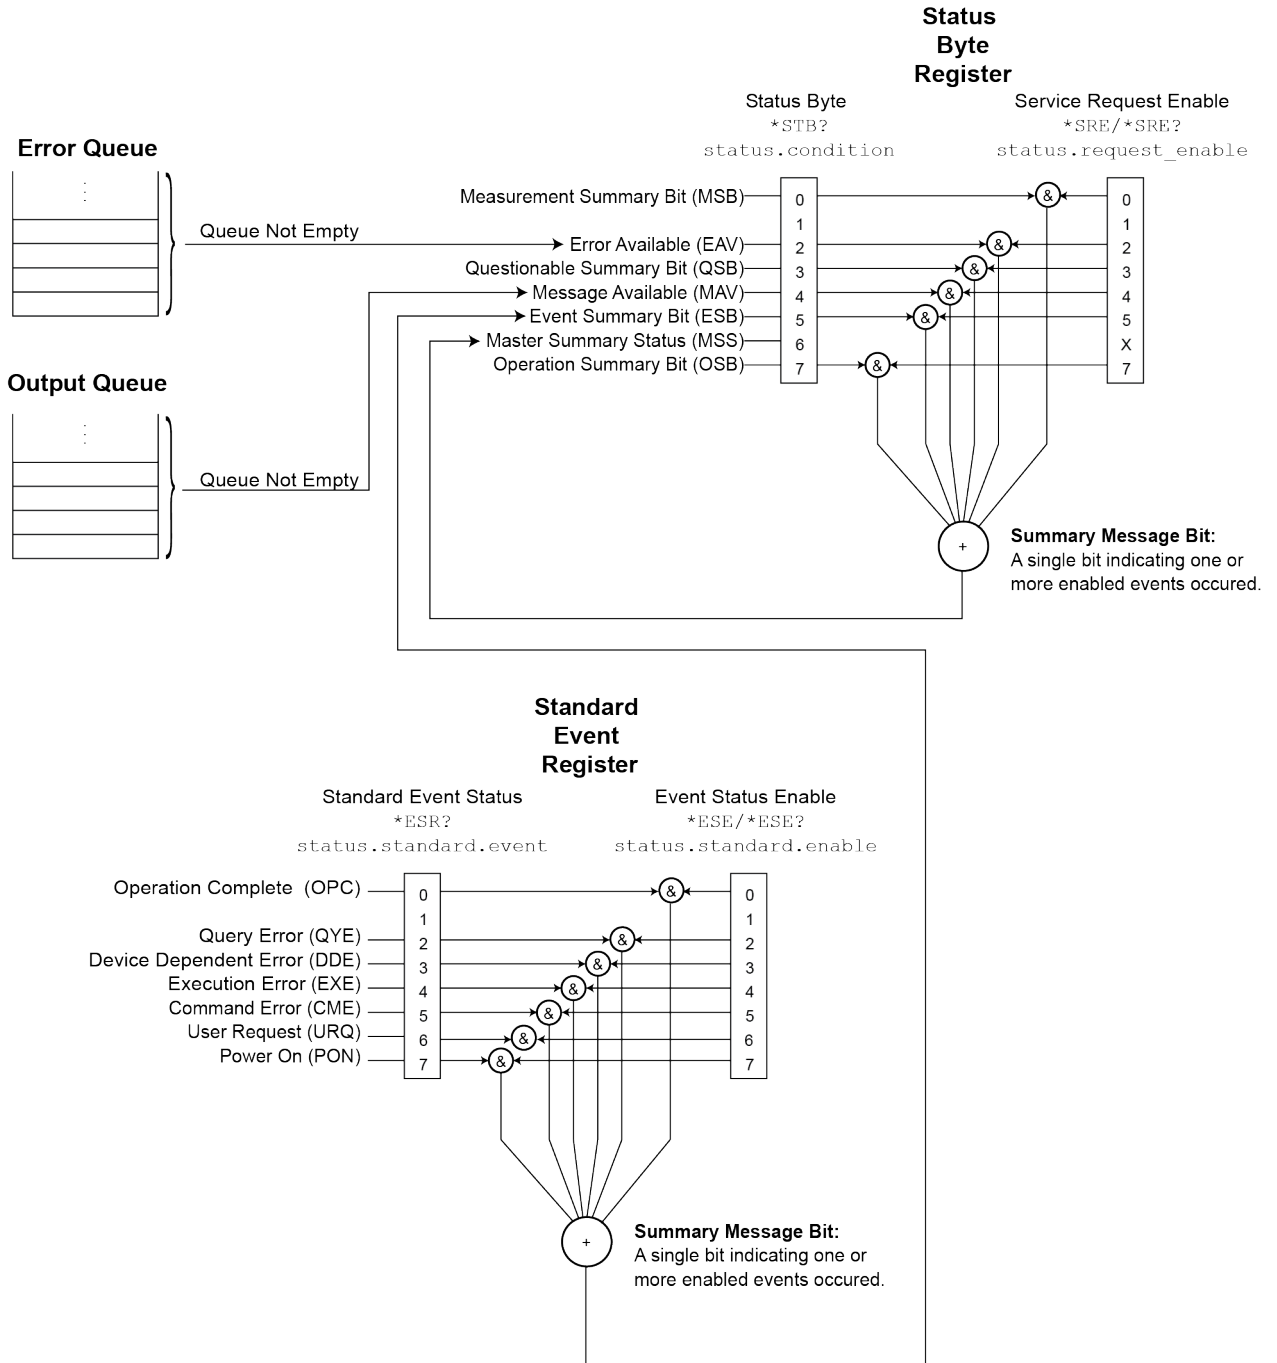 Status
Byte
Register
Status Byte
*STB?
status.condition
Service Request Enable
*SRE/*SRE?
status.request_enable
Error Queue
Queue Not Empty
Output Queue
Queue Not Empty
Measurement Summary Bit (MSB)
Error Available (EAV)
Questionable Summary Bit (QSB)
Message Available (MAV)
Event Summary Bit (ESB)
Master Summary Status (MSS)
Operation Summary Bit (OSB)
0
1
2
3
4
5
6
7
&
&
&
&
&
&
0
1
2
3
4
5
X
7
+
Summary Message Bit:
A single bit indicating one or
more enabled events occured.
Standard
Event
Register
Standard Event Status
*ESR?
status.standard.event
Event Status Enable
*ESE/*ESE?
status.standard.enable
Operation Complete (OPC)
Query Error (QYE)
Device Dependent Error (DDE)
Execution Error (EXE)
Command Error (CME)
User Request (URQ)
Power On (PON)
0
1
2
3
4
5
6
7
&
&
&
&
&
&
&
0
1
2
3
4
5
6
7
+
Summary Message Bit:
A single bit indicating one or
more enabled events occured.